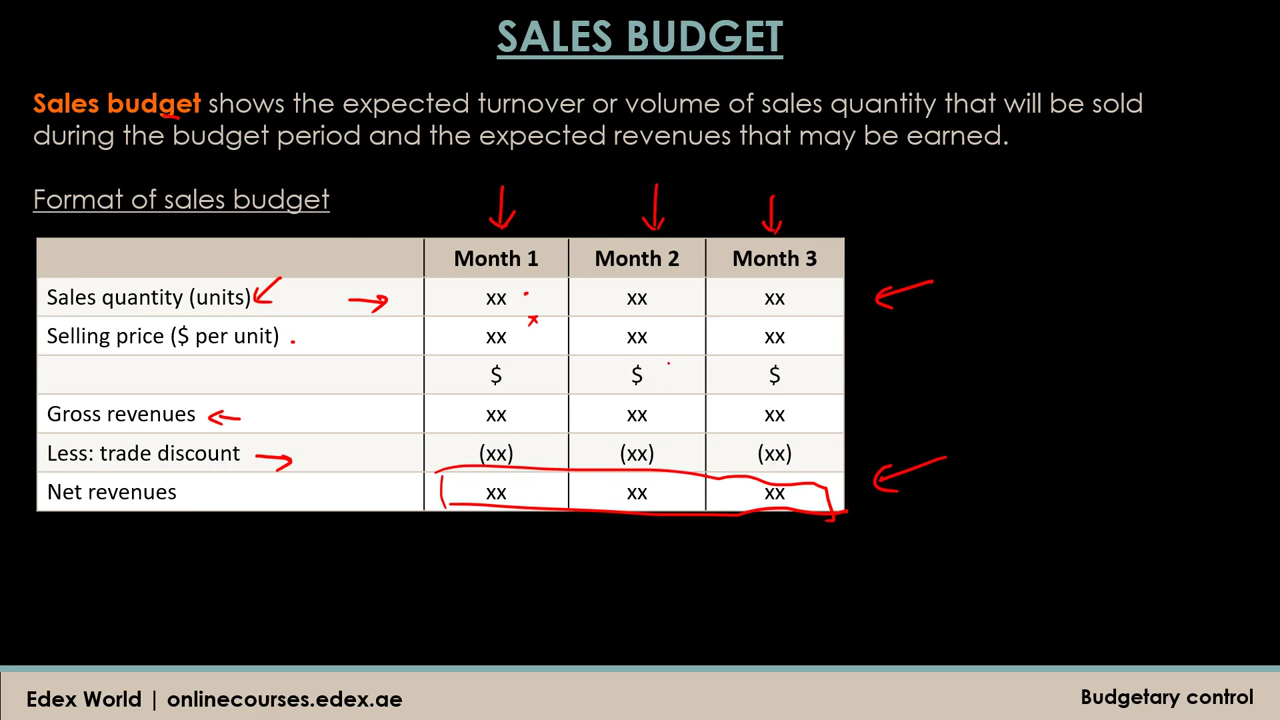 SALES BUDGET
Sales budget shows the expected turnover or volume of sales quantity that will be sold
during the budget period and the expected revenues that may be earned.
Format of sales budget
Month 1 Month 2 Month 3
Sales quantity (units) xx xx xx
Selling price ($ per unit) xx xx xx
$ $ $
Gross revenues xx xx xx
Less: trade discount (xx) (xx) (xx)
Net revenues xx xx xx
Edex World | onlinecourses.edex.ae
Budgetary control